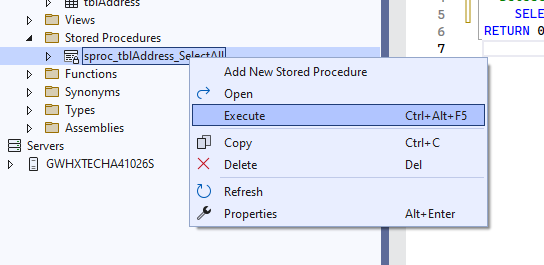 tblAddress
Views
Stored Procedures
sproc_tblAddress_SelectAll
Functions
Synonyms
Types
Assemblies
Servers
GWHXTECHA41026S
Add New Stored Procedure
Open
Execute Ctrl+Alt+F5
Copy Ctrl+C
Delete Del
Refresh
Properties Alt+Enter
5 SELE
6 RETURN 0
7